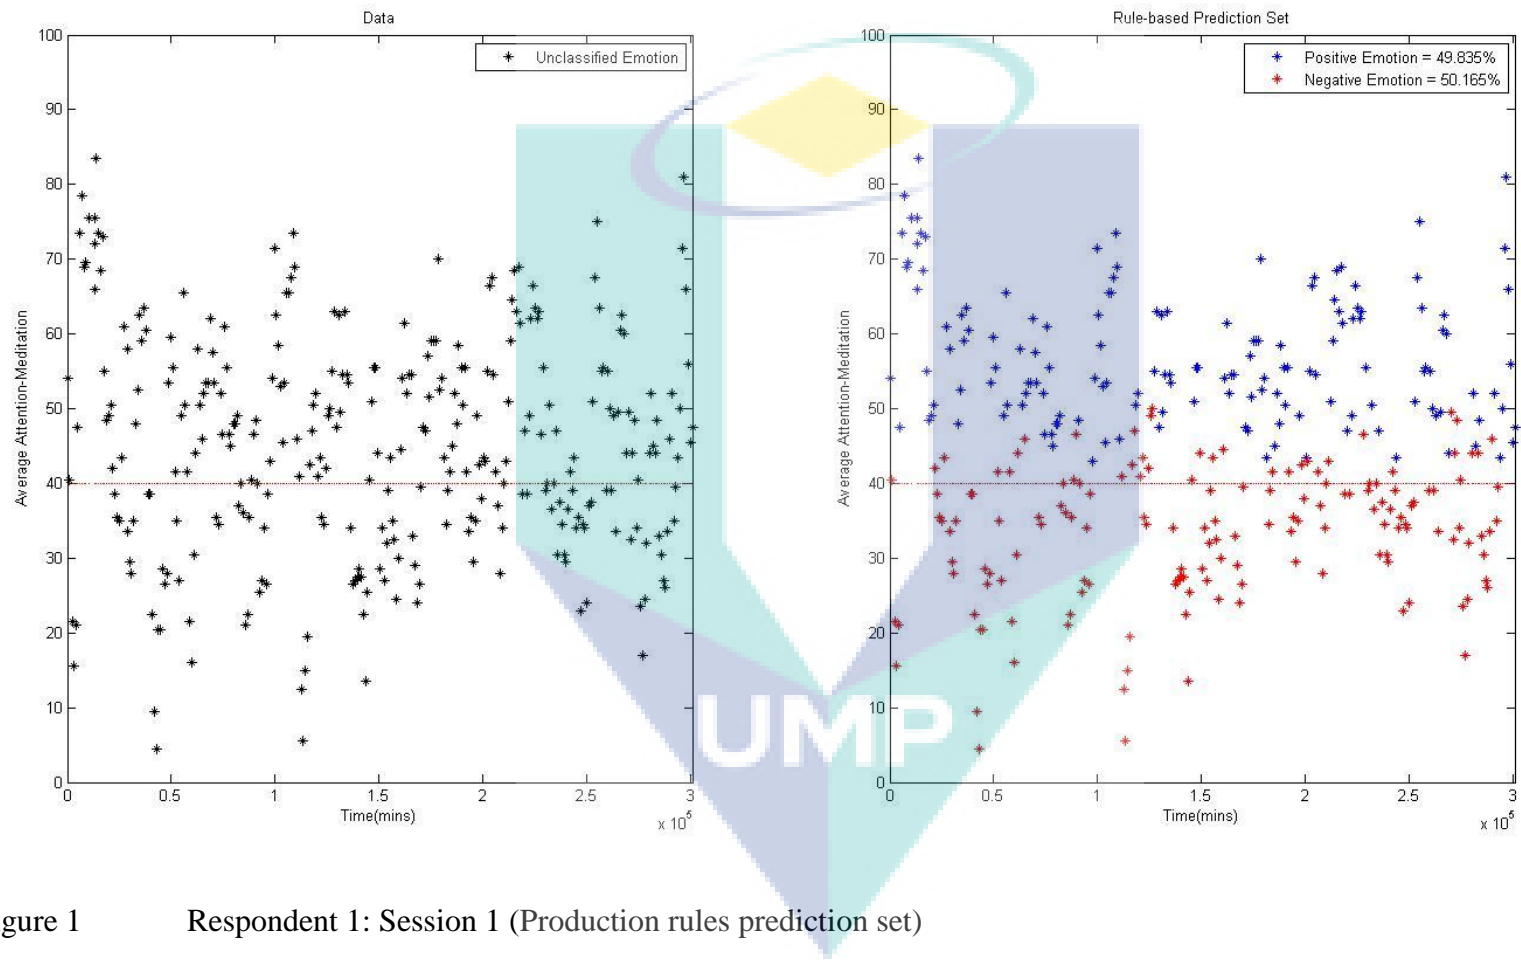 Data
Unclassified Emotion
100
90
80
70
60
50
40
30
20
10
0
Average Attention-Meditation
0 0.5 1 1.5 2 2.5 3
Time(mins)
x 10⁵
Rule-based Prediction Set
Positive Emotion = 49.835%
Negative Emotion = 50.165%
100
90
80
70
60
50
40
30
20
10
0
Average Attention-Meditation
0 0.5 1 1.5 2 2.5 3
Time(mins)
x 10⁵
UMP
gure 1 Respondent 1: Session 1 (Production rules prediction set)